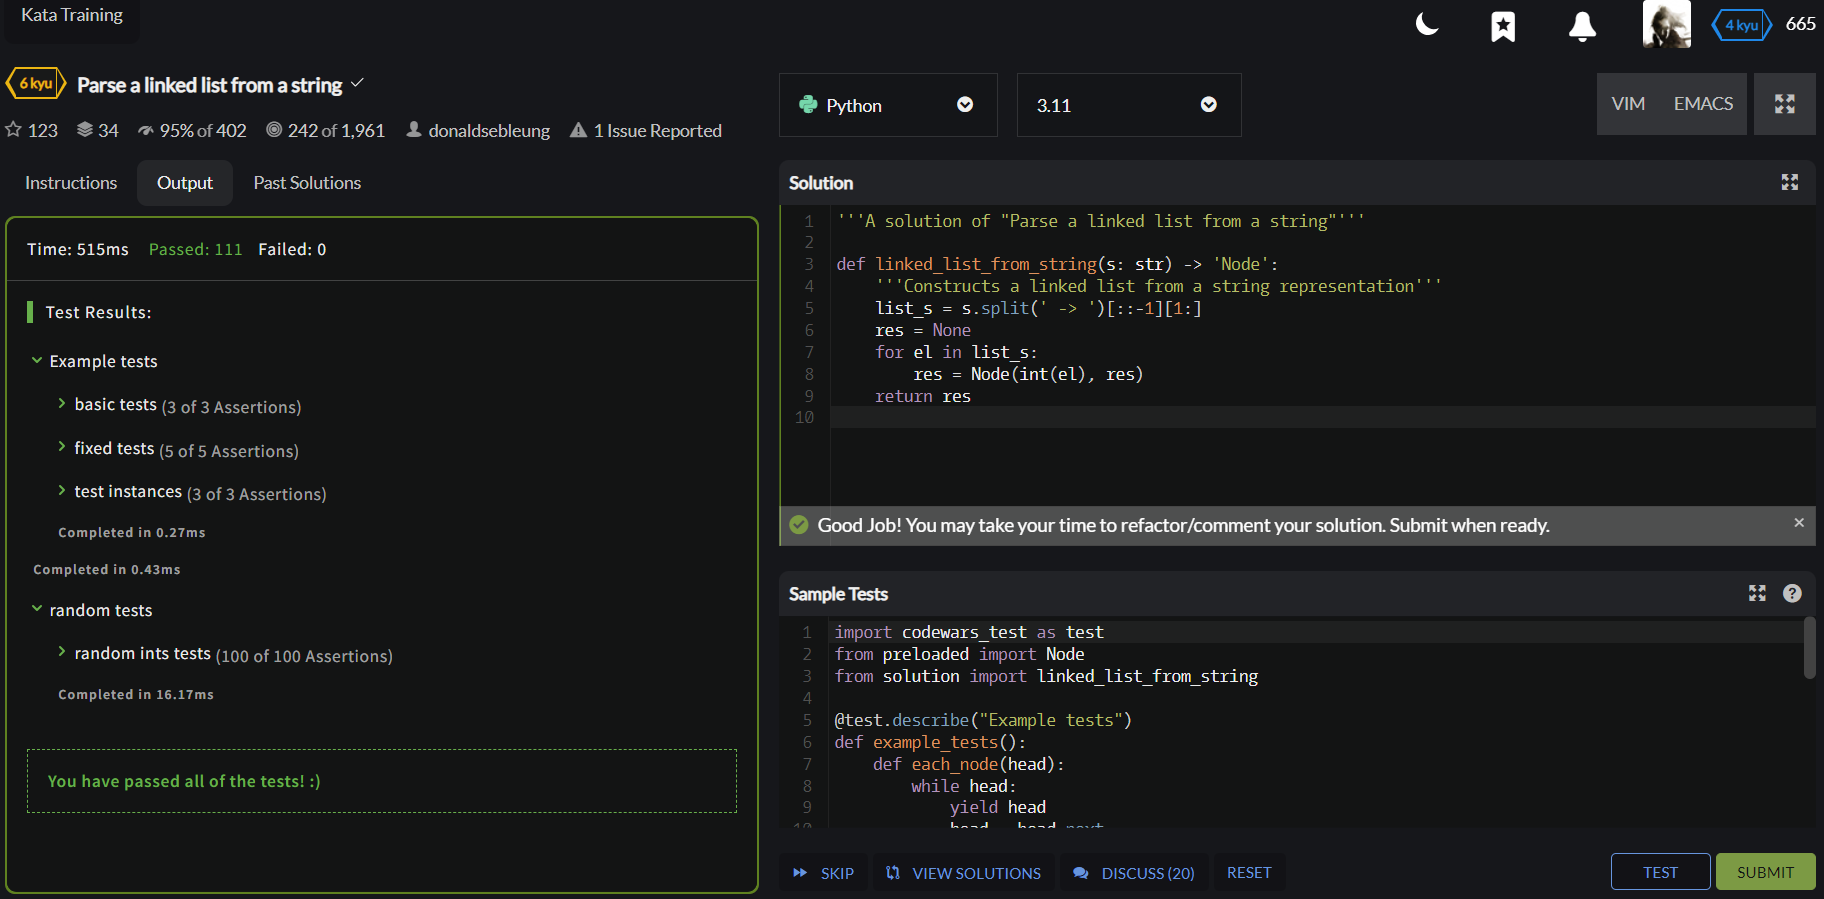 Kata Training
4 kyu 665
6 kyu Parse a linked list from a string
123 34 95% of 402 242 of 1,961 donaldsebleung 1 Issue Reported
Instructions Output Past Solutions
Time: 515ms Passed: 111 Failed: 0
Test Results:
Example tests
basic tests (3 of 3 Assertions)
fixed tests (5 of 5 Assertions)
test instances (3 of 3 Assertions)
Completed in 0.27ms
Completed in 0.43ms
random tests
random ints tests (100 of 100 Assertions)
Completed in 16.17ms
You have passed all of the tests! :)
Python 3.11 VIM EMACS
Solution
1 '''A solution of "Parse a linked list from a string"'''
2
3 def linked_list_from_string(s: str) -> 'Node':
4 '''Constructs a linked list from a string representation'''
5 list_s = s.split(' -> ')[::-1][1:]
6 res = None
7 for el in list_s:
8 res = Node(int(el), res)
9 return res
10
Good Job! You may take your time to refactor/comment your solution. Submit when ready. ×
Sample Tests
1 import codewars_test as test
2 from preloaded import Node
3 from solution import linked_list_from_string
4
5 @test.describe("Example tests")
6 def example_tests():
7 def each_node(head):
8 while head:
9 yield head
10 head = head.next
SKIP VIEW SOLUTIONS DISCUSS (20) RESET TEST SUBMIT